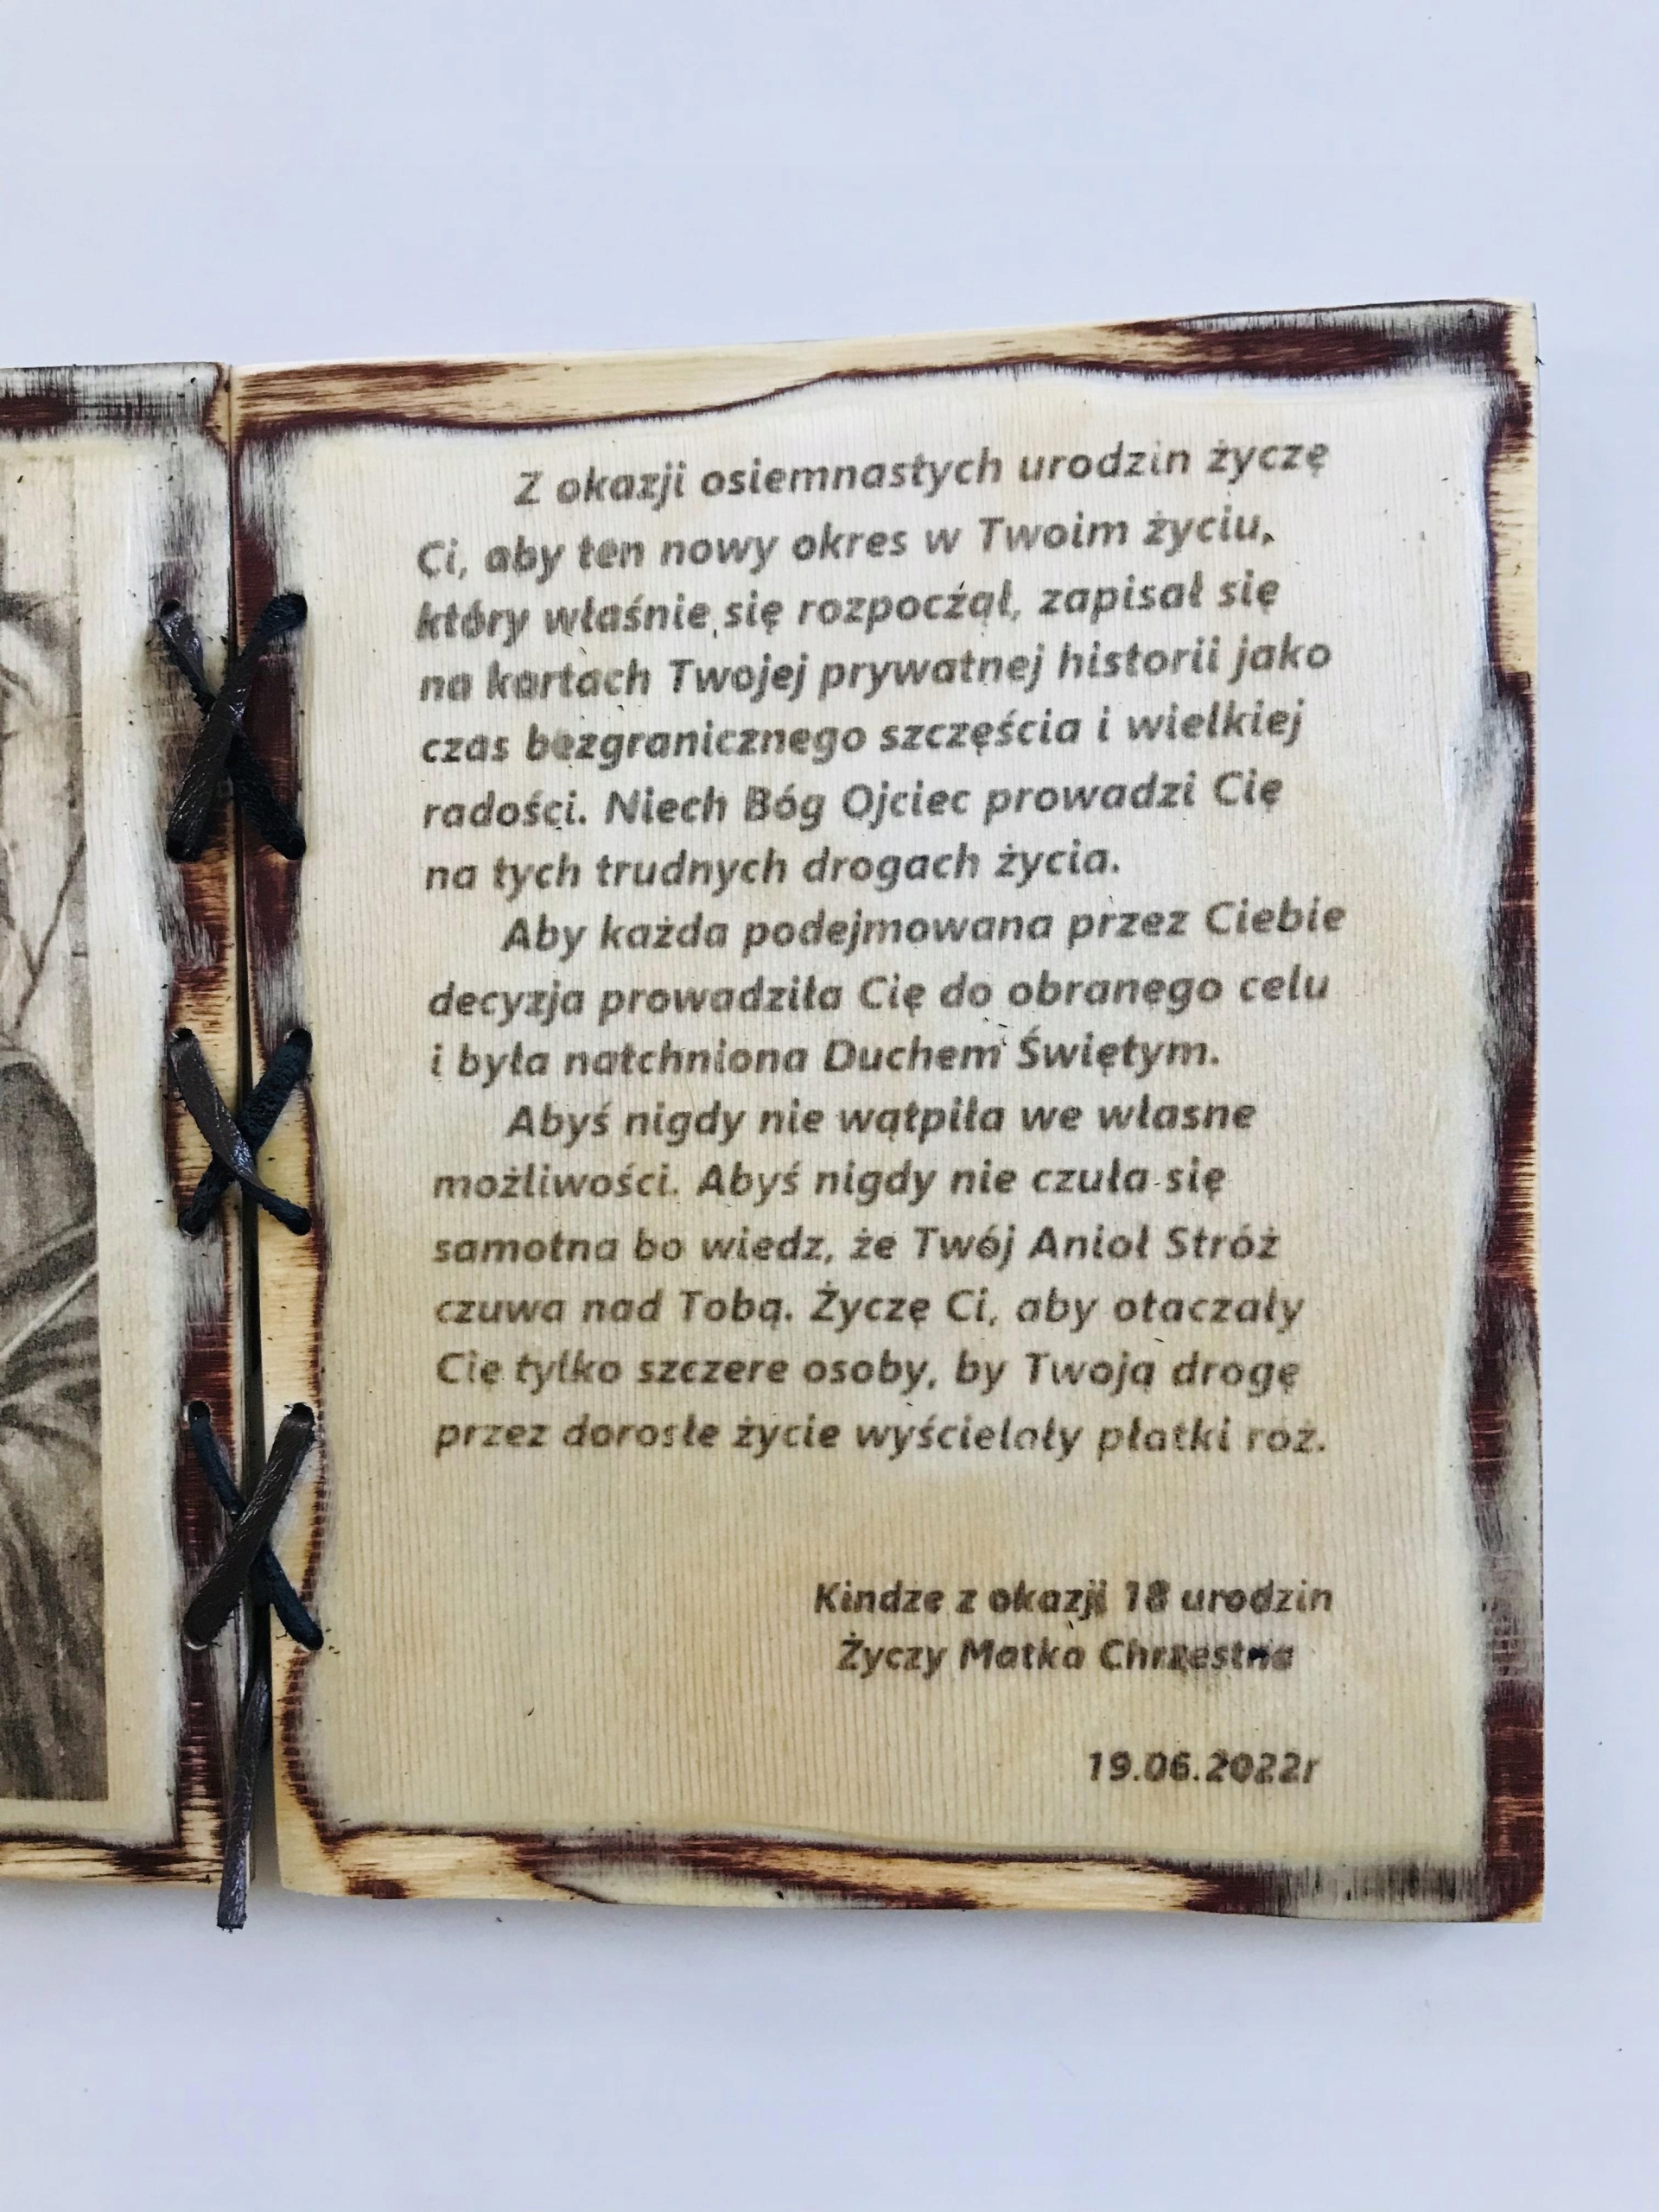 Z okazji osiemnastych urodzin życzę
Ci, aby ten nowy okres w Twoim życiu,
który właśnie się rozpoczął, zapisał się
na kartach Twojej prywatnej historii jako
czas bezgranicznego szczęścia i wielkiej
radości. Niech Bóg Ojciec prowadzi Cię
na tych trudnych drogach życia.
Aby każda podejmowana przez Ciebie
decyzja prowadziła Cię do obranego celu
i była natchniona Duchem Świętym.
Abyś nigdy nie wątpiła we własne
możliwości. Abyś nigdy nie czuła się
samotna bo wiedz, że Twój Anioł Stróż
czuwa nad Tobą. Życzę Ci, aby otaczały
Cię tylko szczere osoby, by Twoją drogę
przez dorosłe życie wyścielały płatki róż.
Kindze z okazji 18 urodzin
Życzy Matka Chrzestna
19.06.2022r